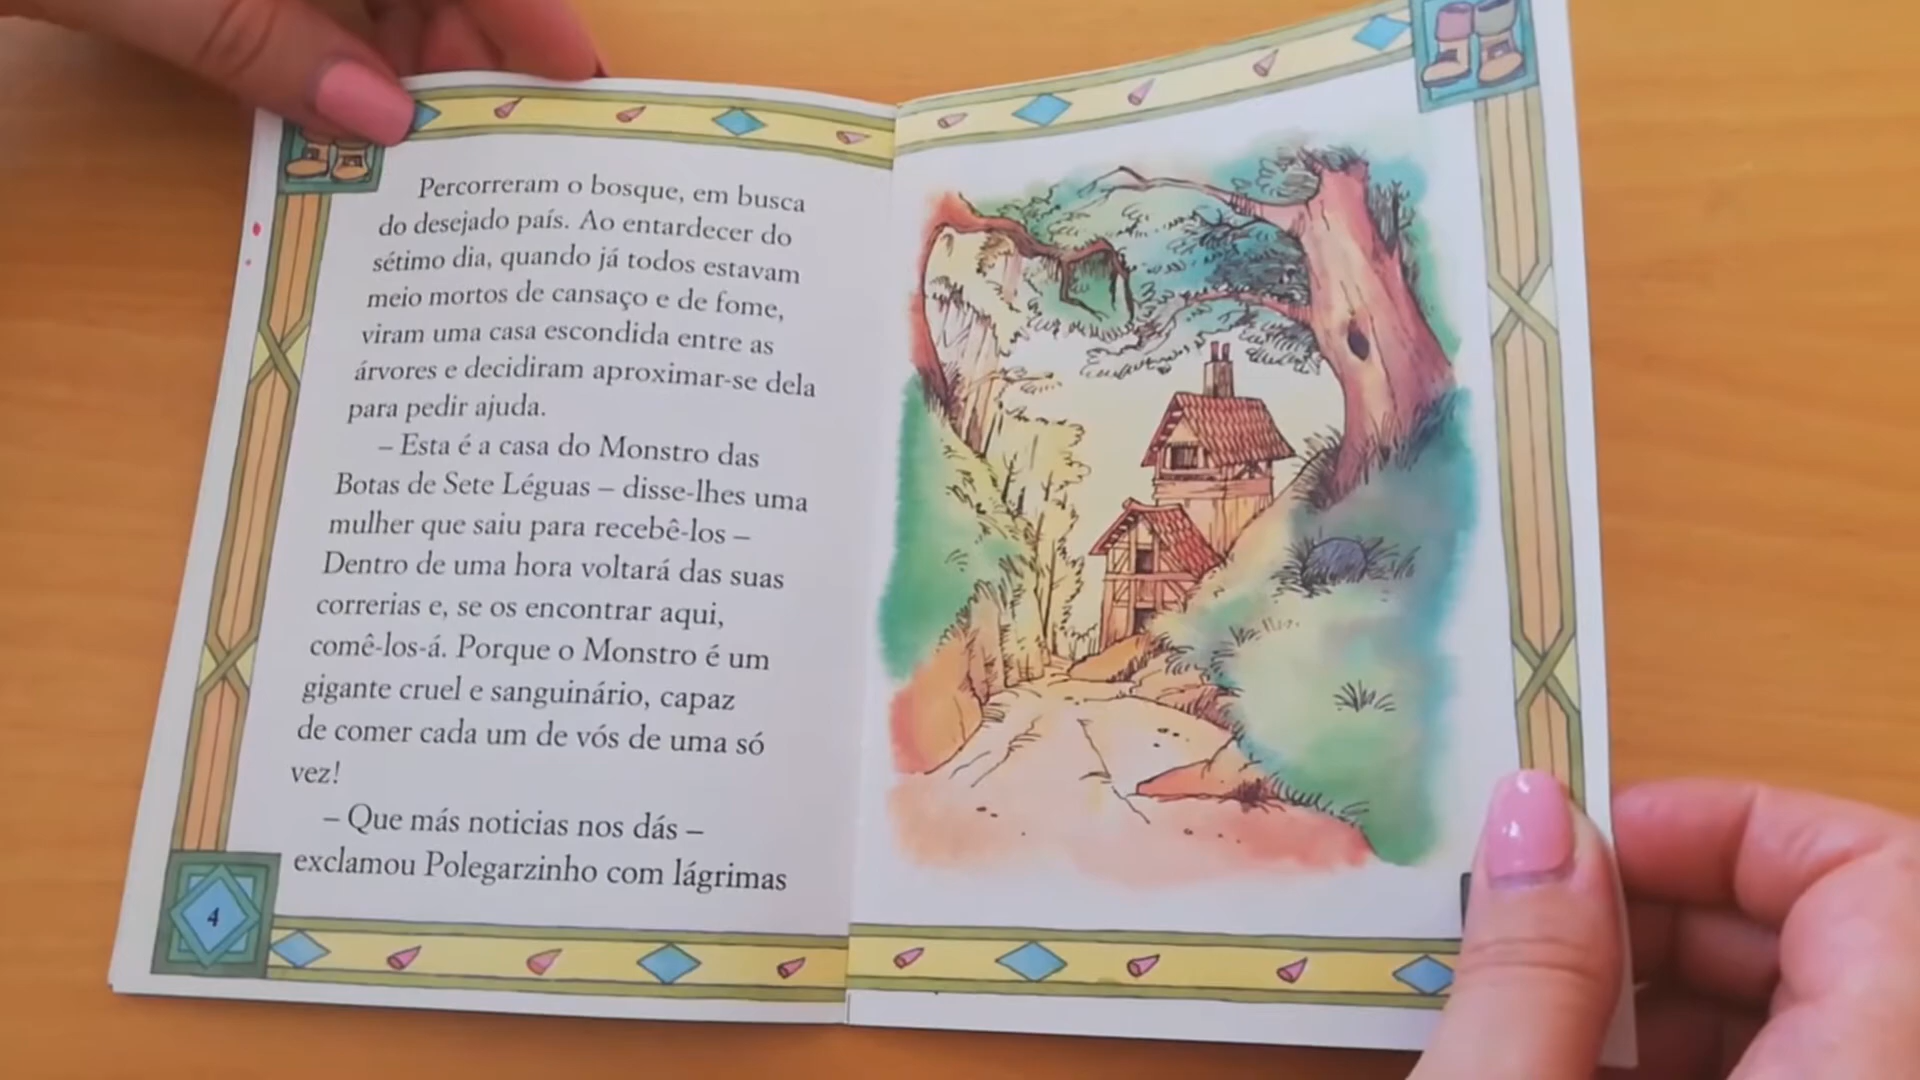 Percorreram o bosque, em busca
do desejado país. Ao entardecer do
sétimo dia, quando já todos estavam
meio mortos de cansaço e de fome,
viram uma casa escondida entre as
árvores e decidiram aproximar-se dela
para pedir ajuda.
– Esta é a casa do Monstro das
Botas de Sete Léguas – disse-lhes uma
mulher que saiu para recebê-los –
Dentro de uma hora voltará das suas
correrias e, se os encontrar aqui,
comê-los-á. Porque o Monstro é um
gigante cruel e sanguinário, capaz
de comer cada um de vós de uma só
vez!
– Que más noticias nos dás –
exclamou Polegarzinho com lágrimas
4